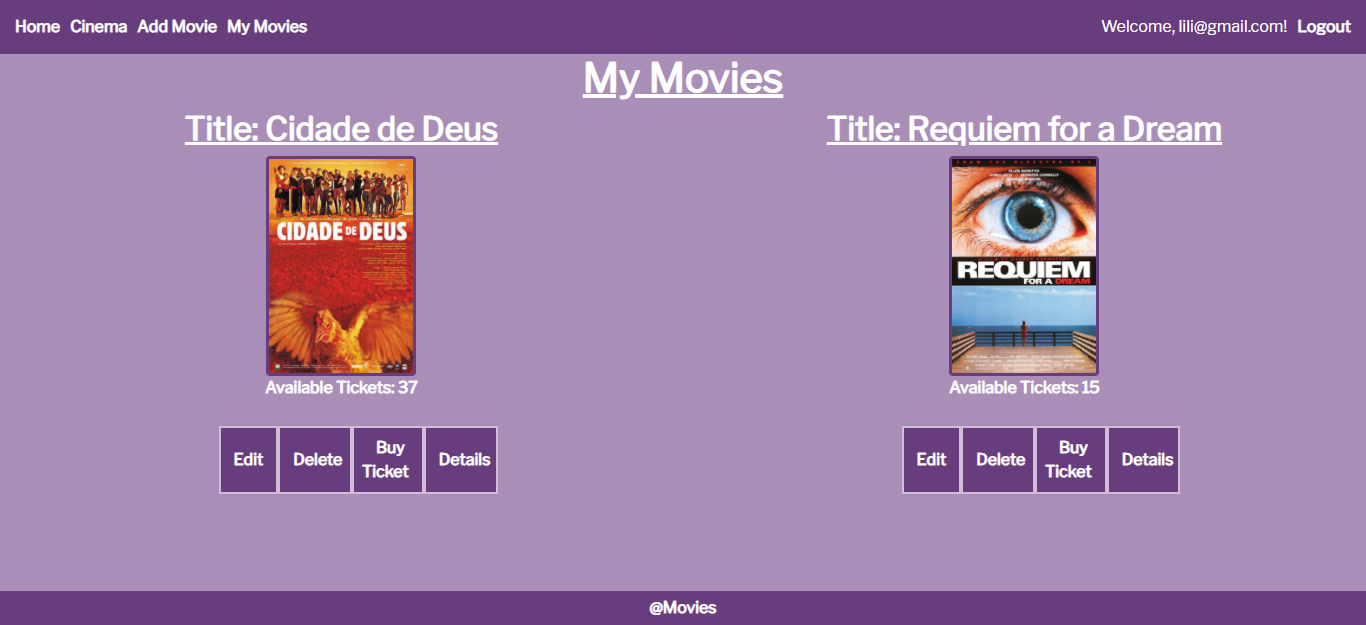 Home Cinema Add Movie My Movies Welcome, lili@gmail.com! Logout
My Movies
Title: Cidade de Deus
CIDADE DE DEUS
Available Tickets: 37
Edit Delete Buy Ticket Details
Title: Requiem for a Dream
REQUIEM
FOR A DREAM
Available Tickets: 15
Edit Delete Buy Ticket Details
@Movies